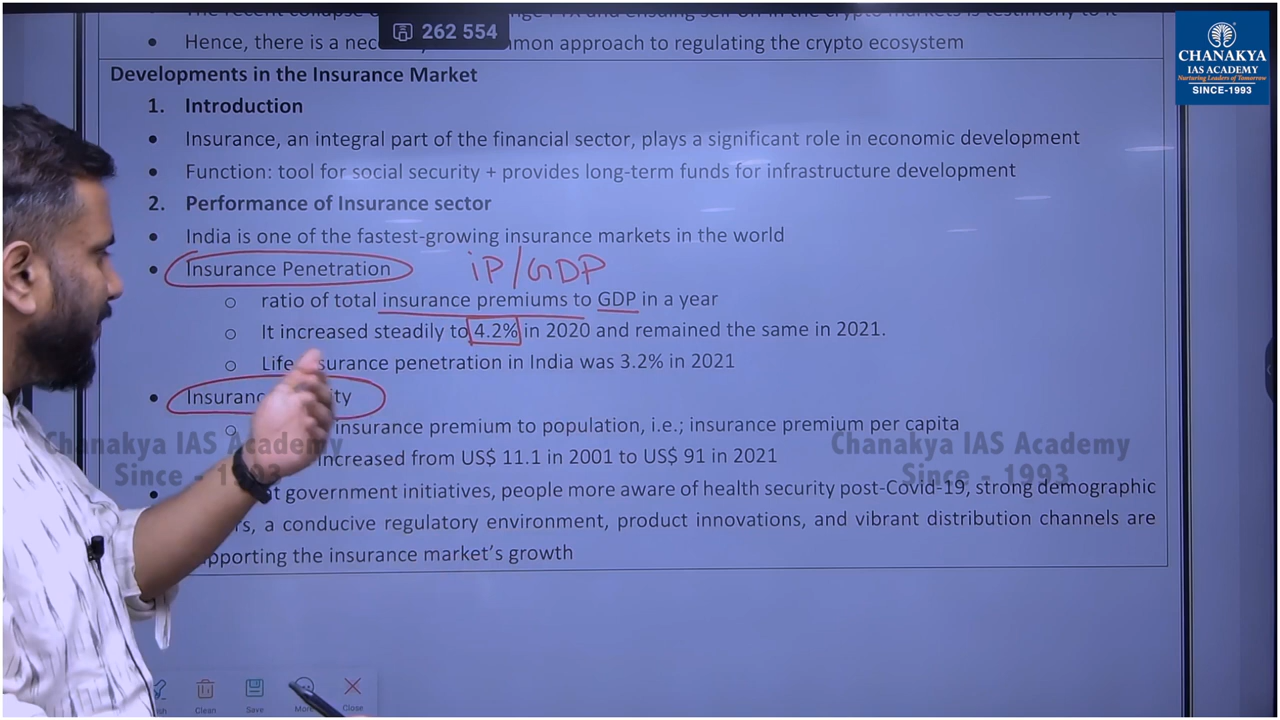 262 554
Hence, there is a mon approach to regulating the crypto ecosystem
CHANAKYA
IAS ACADEMY
Nurturing Leaders of Tomorrow
SINCE-1993
Developments in the Insurance Market
1. Introduction
• Insurance, an integral part of the financial sector, plays a significant role in economic development
• Function: tool for social security + provides long-term funds for infrastructure development
2. Performance of Insurance sector
• India is one of the fastest-growing insurance markets in the world
• Insurance Penetration iP/GDP
o ratio of total insurance premiums to GDP in a year
o It increased steadily to 4.2% in 2020 and remained the same in 2021.
o Life insurance penetration in India was 3.2% in 2021
• Insuranc ty
o insurance premium to population, i.e.; insurance premium per capita
Chanakya IAS Academy
Since - 1993
Chanakya IAS Academy
Since - 1993
increased from US$ 11.1 in 2001 to US$ 91 in 2021
• t government initiatives, people more aware of health security post-Covid-19, strong demographic
rs, a conducive regulatory environment, product innovations, and vibrant distribution channels are
pporting the insurance market's growth
Clean Save More Close